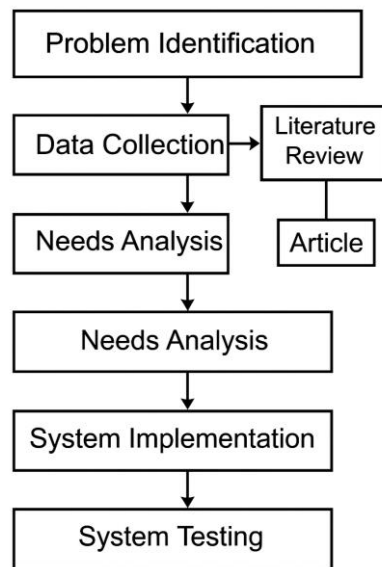 Problem Identification
Data Collection
Literature
Review
Article
Needs Analysis
Needs Analysis
System Implementation
System Testing